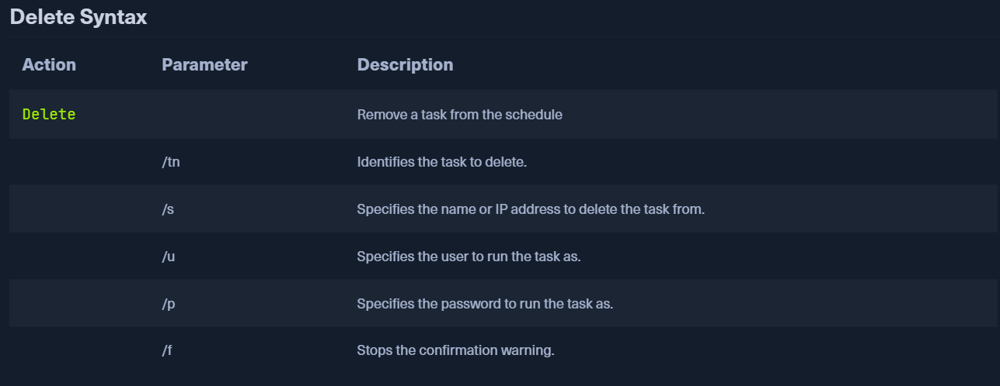 Delete Syntax
Action Parameter Description
Delete Remove a task from the schedule
/tn Identifies the task to delete.
/s Specifies the name or IP address to delete the task from.
/u Specifies the user to run the task as.
/p Specifies the password to run the task as.
/f Stops the confirmation warning.